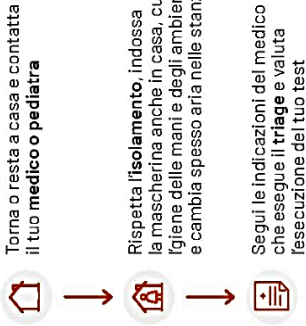 Torna o resta a casa e contatta
il tuo medico o pediatra
Rispetta l'isolamento, indossa
la mascherina anche in casa, cu
l'igiene delle mani e degli ambien
e cambia spesso aria nelle stanz
Segui le indicazioni del medico
che esegue il triage e valuta
l'esecuzione del tuo test